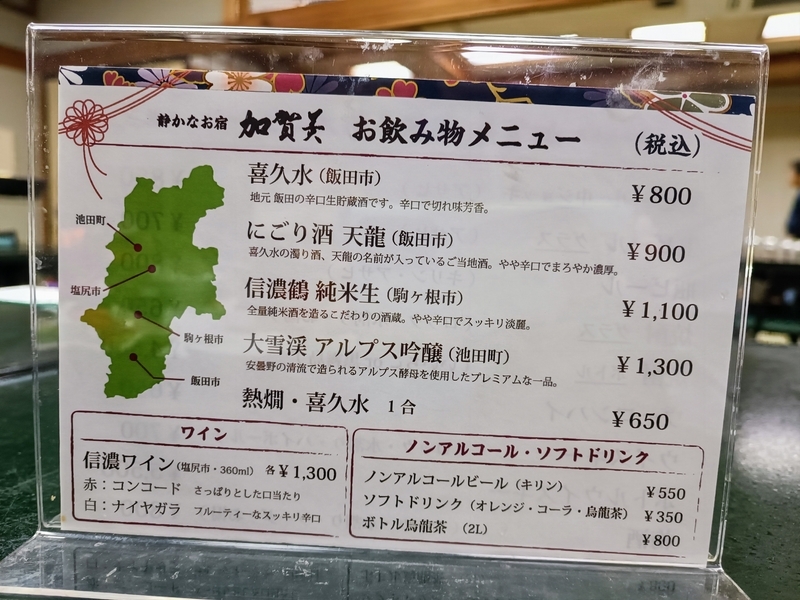 静かなお宿 加賀美 お飲み物メニュー (税込)
喜久水(飯田市) ¥800
地元 飯田の辛口生貯蔵酒です。辛口で切れ味芳香。
にごり酒 天龍(飯田市) ¥900
喜久水の濁り酒、天龍の名前が入っているご当地酒。やや辛口でまろやか濃厚。
信濃鶴 純米生(駒ヶ根市) ¥1,100
全量純米酒を造るこだわりの酒蔵。やや辛口でスッキリ淡麗。
大雪渓 アルプス吟醸(池田町) ¥1,300
安曇野の清流で造られるアルプス酵母を使用したプレミアムな一品。
熱燗・喜久水 1合 ¥650
池田町
塩尻市
駒ヶ根市
飯田市
ワイン
信濃ワイン(塩尻市・360ml) 各¥1,300
赤:コンコード さっぱりとした口当たり
白:ナイヤガラ フルーティーなスッキリ辛口
ノンアルコール・ソフトドリンク
ノンアルコールビール(キリン) ¥550
ソフトドリンク(オレンジ・コーラ・烏龍茶) ¥350
ボトル烏龍茶 (2L) ¥800